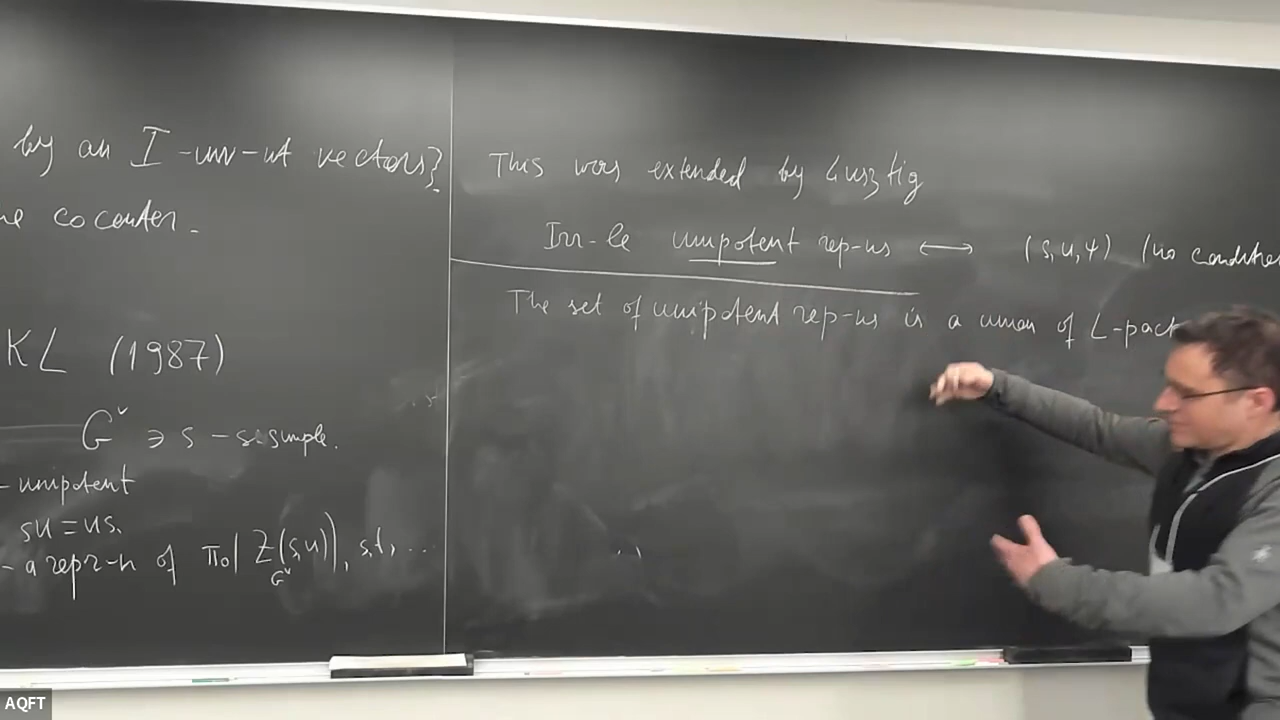 by an I-inv-nt vectors}
cocenter.
KL (1987)
G^∨ ∋ s - s.simple.
- unipotent
su = us.
- a repr-n of π₀(Z_{G^∨}(s,u)), s,t, ...
This was extended by Lusztig
Irr-le unipotent rep-ns ⟷ (s,u,ψ) (no condition
The set of unipotent rep-ns is a union of L-pack
AQFT